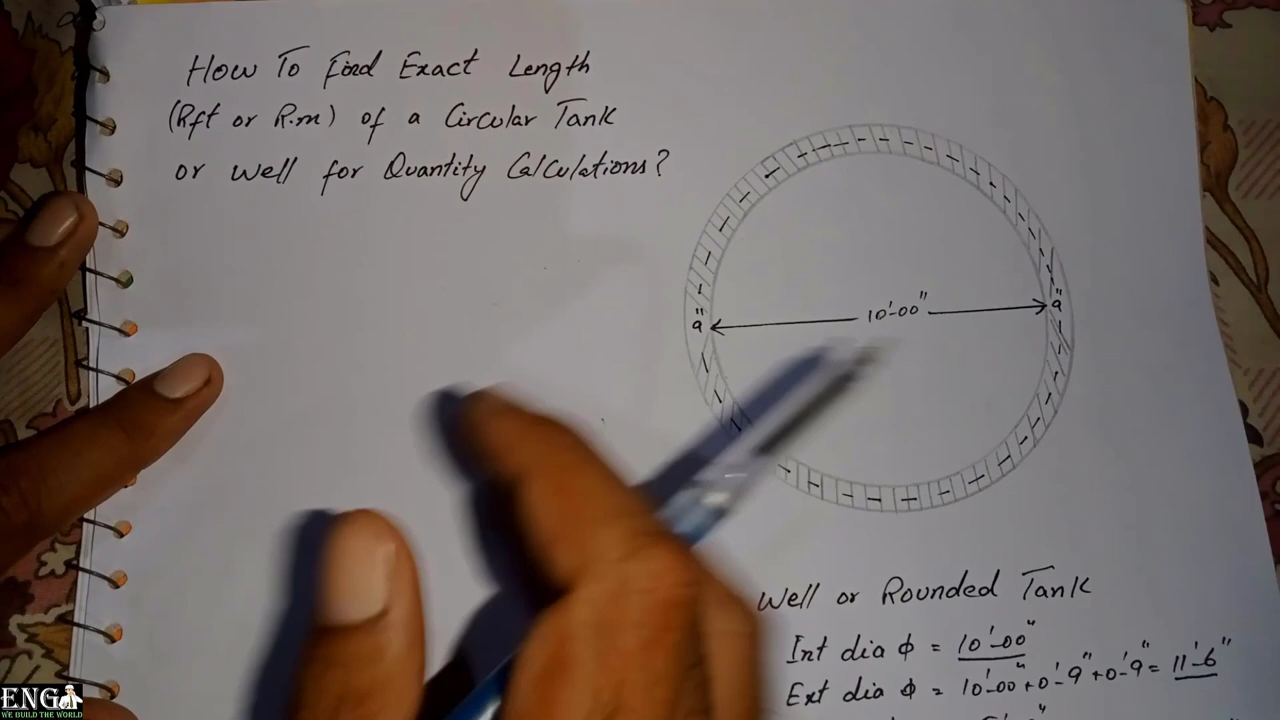 How To Find Exact Length
(Rft or R.m) of a Circular Tank
or Well for Quantity Calculations?
9"
10'-00"
9"
Well or Rounded Tank
Int dia ϕ = 10'-00"
Ext dia ϕ = 10'-00"+0'-9"+0'-9" = 11'-6"
ENG
WE BUILD THE WORLD